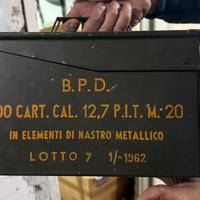 B.P.D.
00 CART. CAL. 12,7 P.I.T. M.20
IN ELEMENTI DI NASTRO METALLICO
LOTTO 7 1/-1962